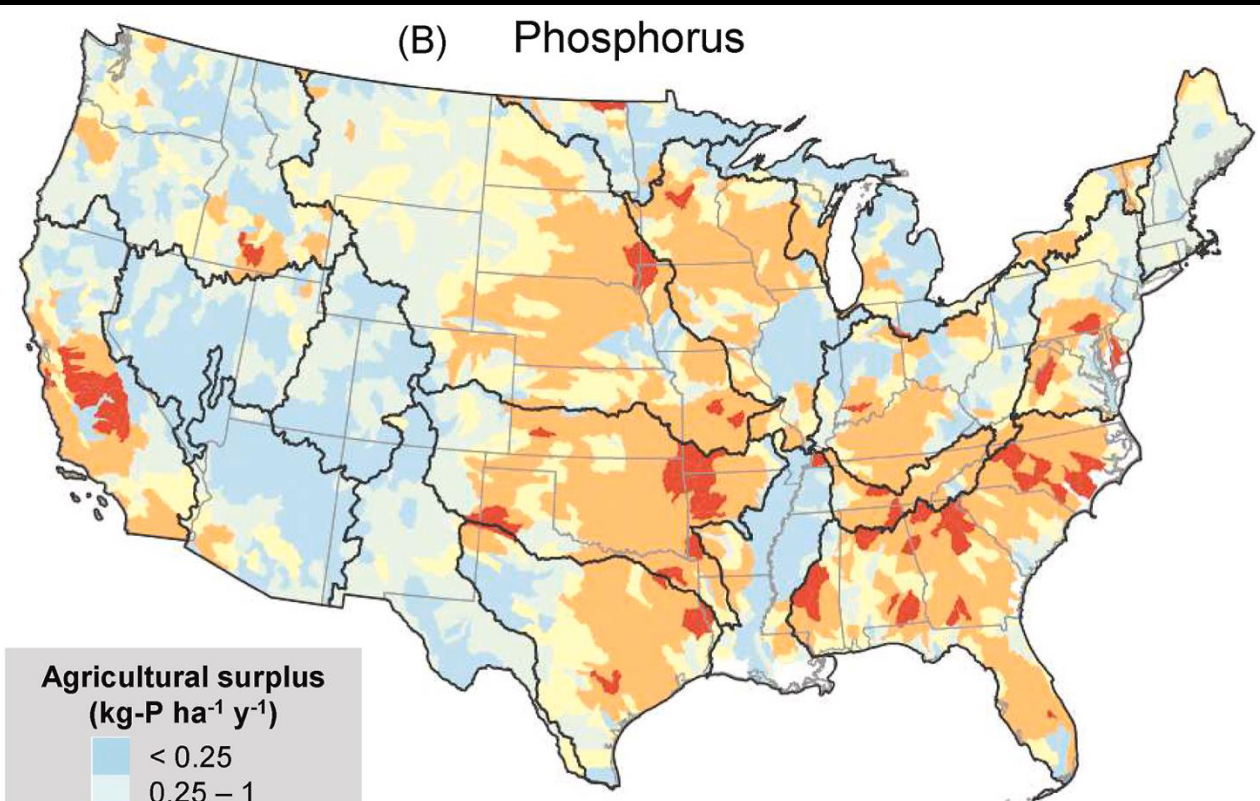 (B) Phosphorus
Agricultural surplus
(kg-P ha⁻¹ y⁻¹)
< 0.25
0.25 – 1